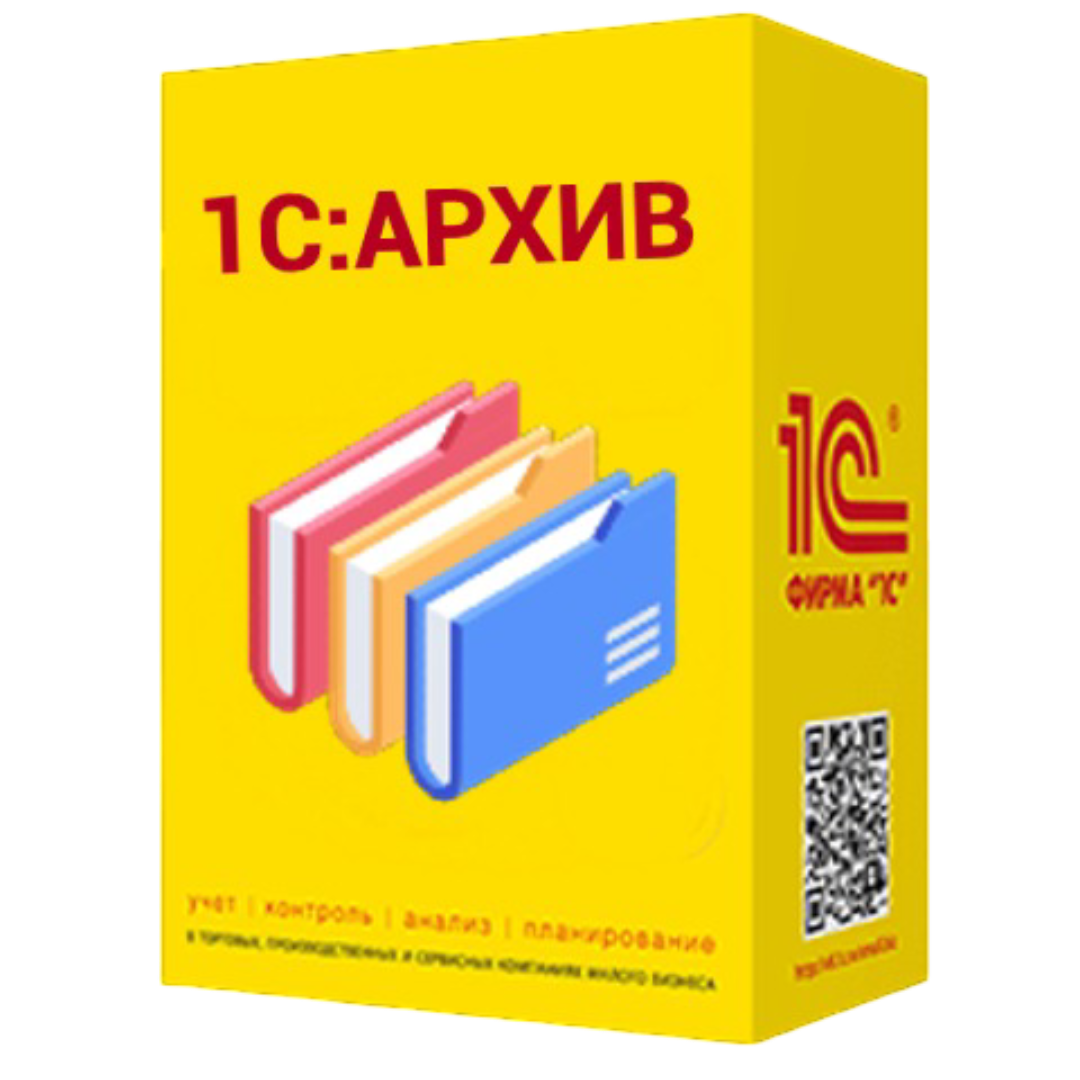 1С:АРХИВ
учет | контроль | анализ | планирование
В ТОРГОВЫХ, ПРОИЗВОДСТВЕННЫХ И СЕРВИСНЫХ КОМПАНИЯХ МАЛОГО БИЗНЕСА
1С®
ФИРМА "1С"